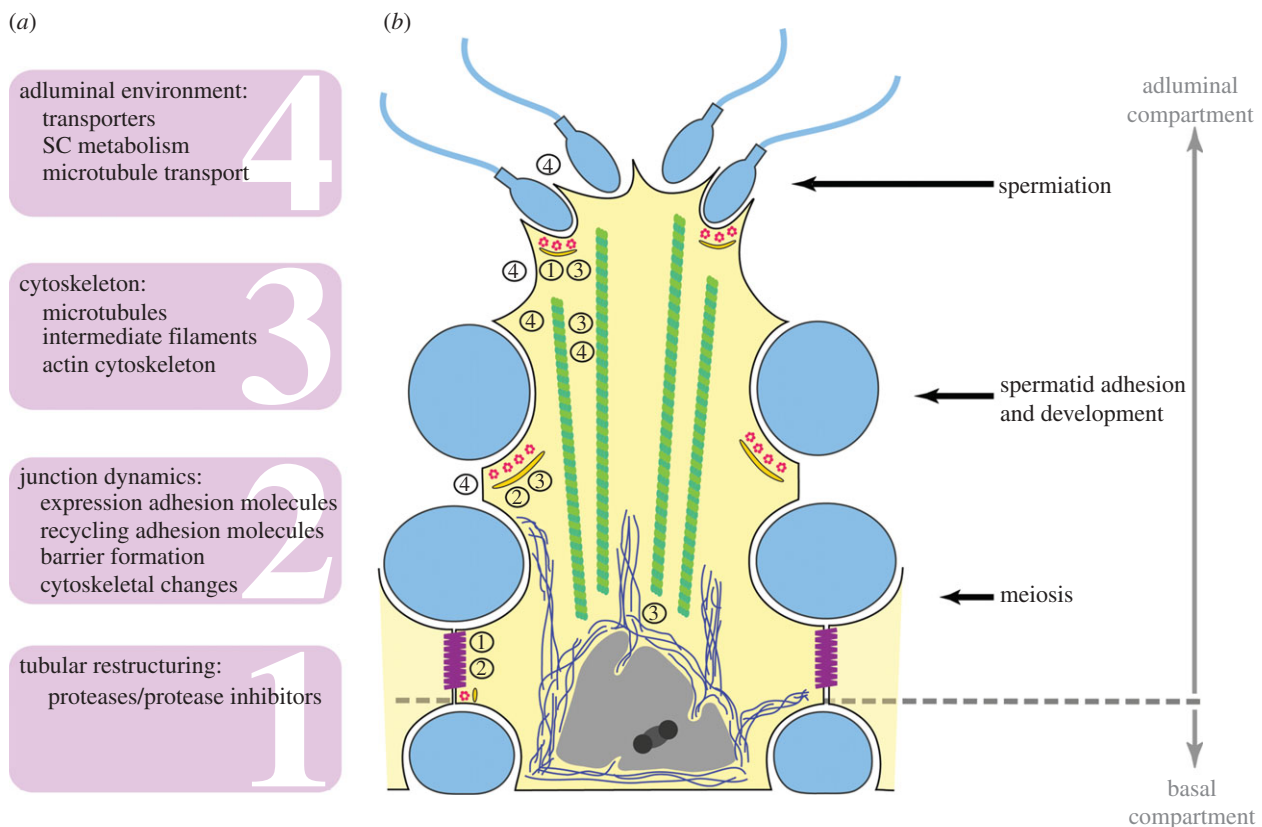 (a)
adluminal environment:
transporters
SC metabolism
microtubule transport
4
cytoskeleton:
microtubules
intermediate filaments
actin cytoskeleton
3
junction dynamics:
expression adhesion molecules
recycling adhesion molecules
barrier formation
cytoskeletal changes
2
tubular restructuring:
proteases/protease inhibitors
1
(b)
4
4
1 3
4
3
4
4
2
3
3
1
2
adluminal
compartment
spermiation
spermatid adhesion
and development
meiosis
basal
compartment